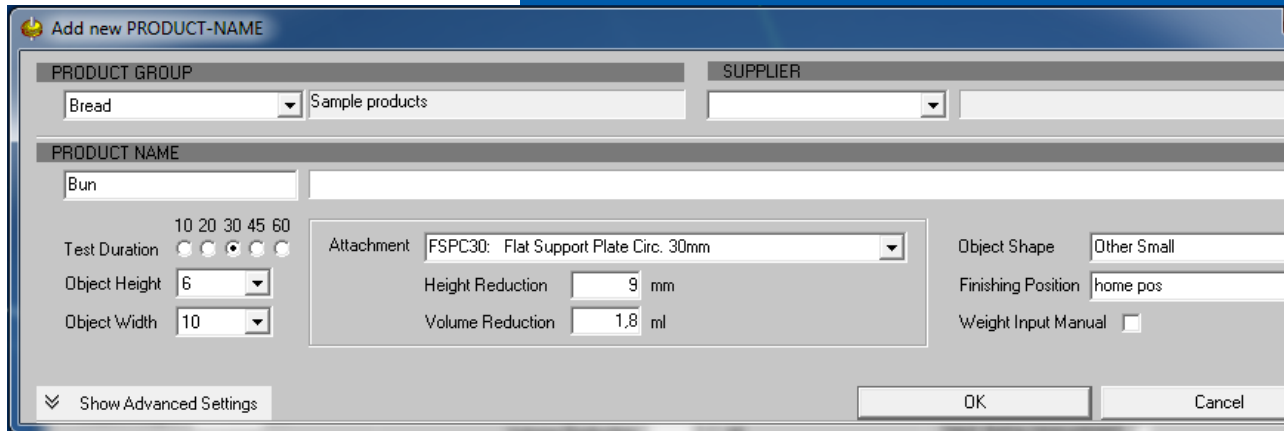 Add new PRODUCT-NAME
PRODUCT GROUP
SUPPLIER
Bread
Sample products
PRODUCT NAME
Bun
10 20 30 45 60
Test Duration
Attachment
FSPC30: Flat Support Plate Circ. 30mm
Object Shape
Other Small
Object Height
6
Height Reduction
9 mm
Finishing Position
home pos
Object Width
10
Volume Reduction
1,8 ml
Weight Input Manual
Show Advanced Settings
OK
Cancel